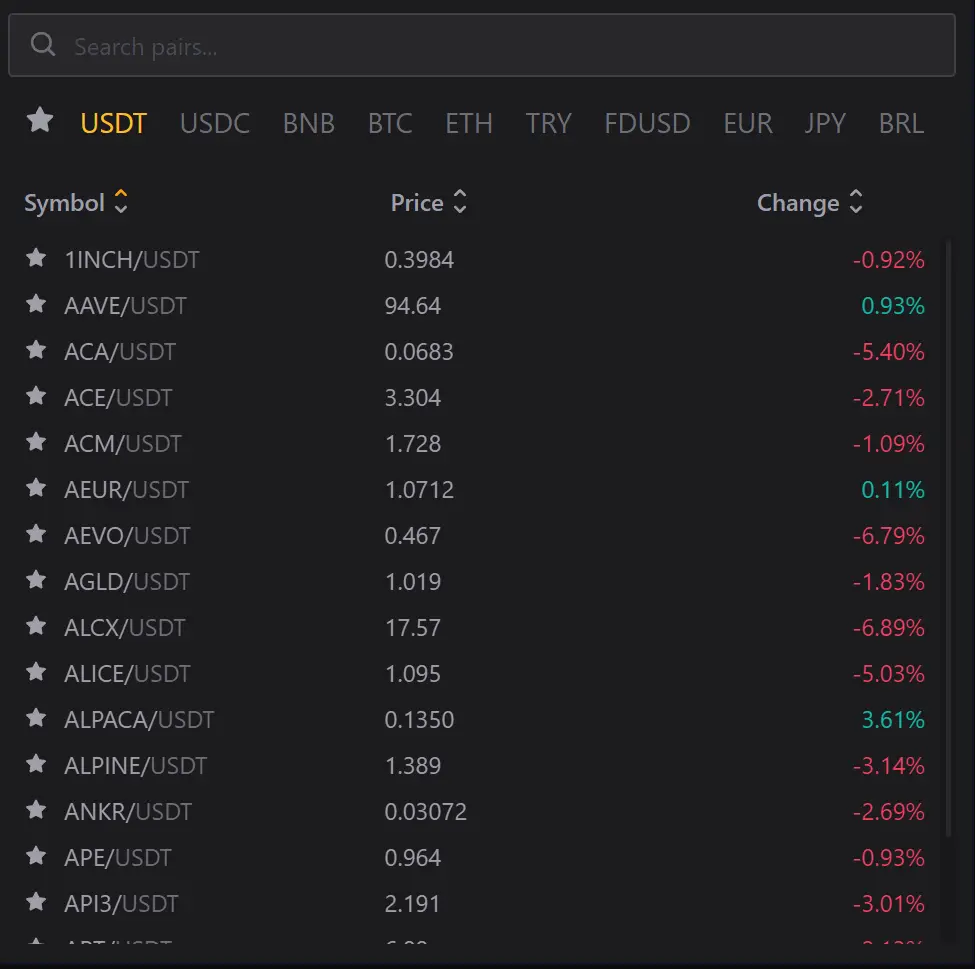 Search pairs...
USDT USDC BNB BTC ETH TRY FDUSD EUR JPY BRL
Symbol Price Change
1INCH/USDT 0.3984 -0.92%
AAVE/USDT 94.64 0.93%
ACA/USDT 0.0683 -5.40%
ACE/USDT 3.304 -2.71%
ACM/USDT 1.728 -1.09%
AEUR/USDT 1.0712 0.11%
AEVO/USDT 0.467 -6.79%
AGLD/USDT 1.019 -1.83%
ALCX/USDT 17.57 -6.89%
ALICE/USDT 1.095 -5.03%
ALPACA/USDT 0.1350 3.61%
ALPINE/USDT 1.389 -3.14%
ANKR/USDT 0.03072 -2.69%
APE/USDT 0.964 -0.93%
API3/USDT 2.191 -3.01%